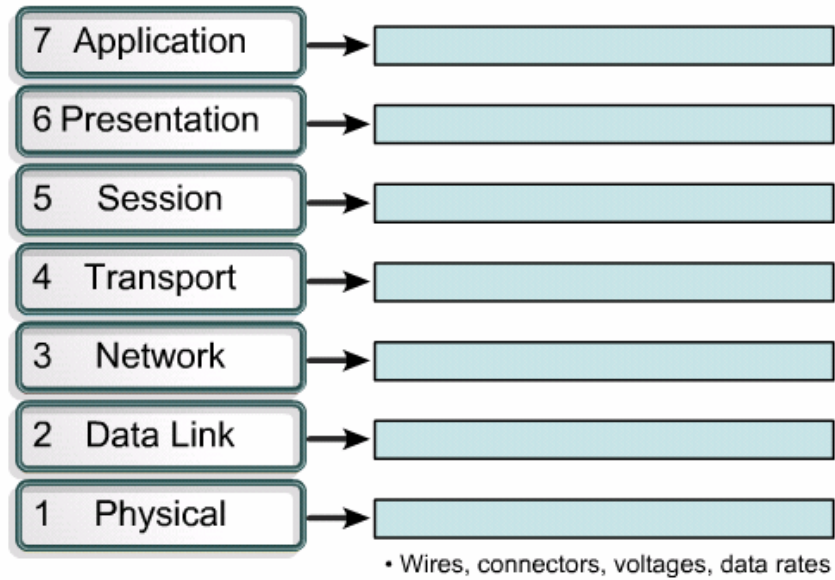 7 Application
6 Presentation
5 Session
4 Transport
3 Network
2 Data Link
1 Physical
• Wires, connectors, voltages, data rates